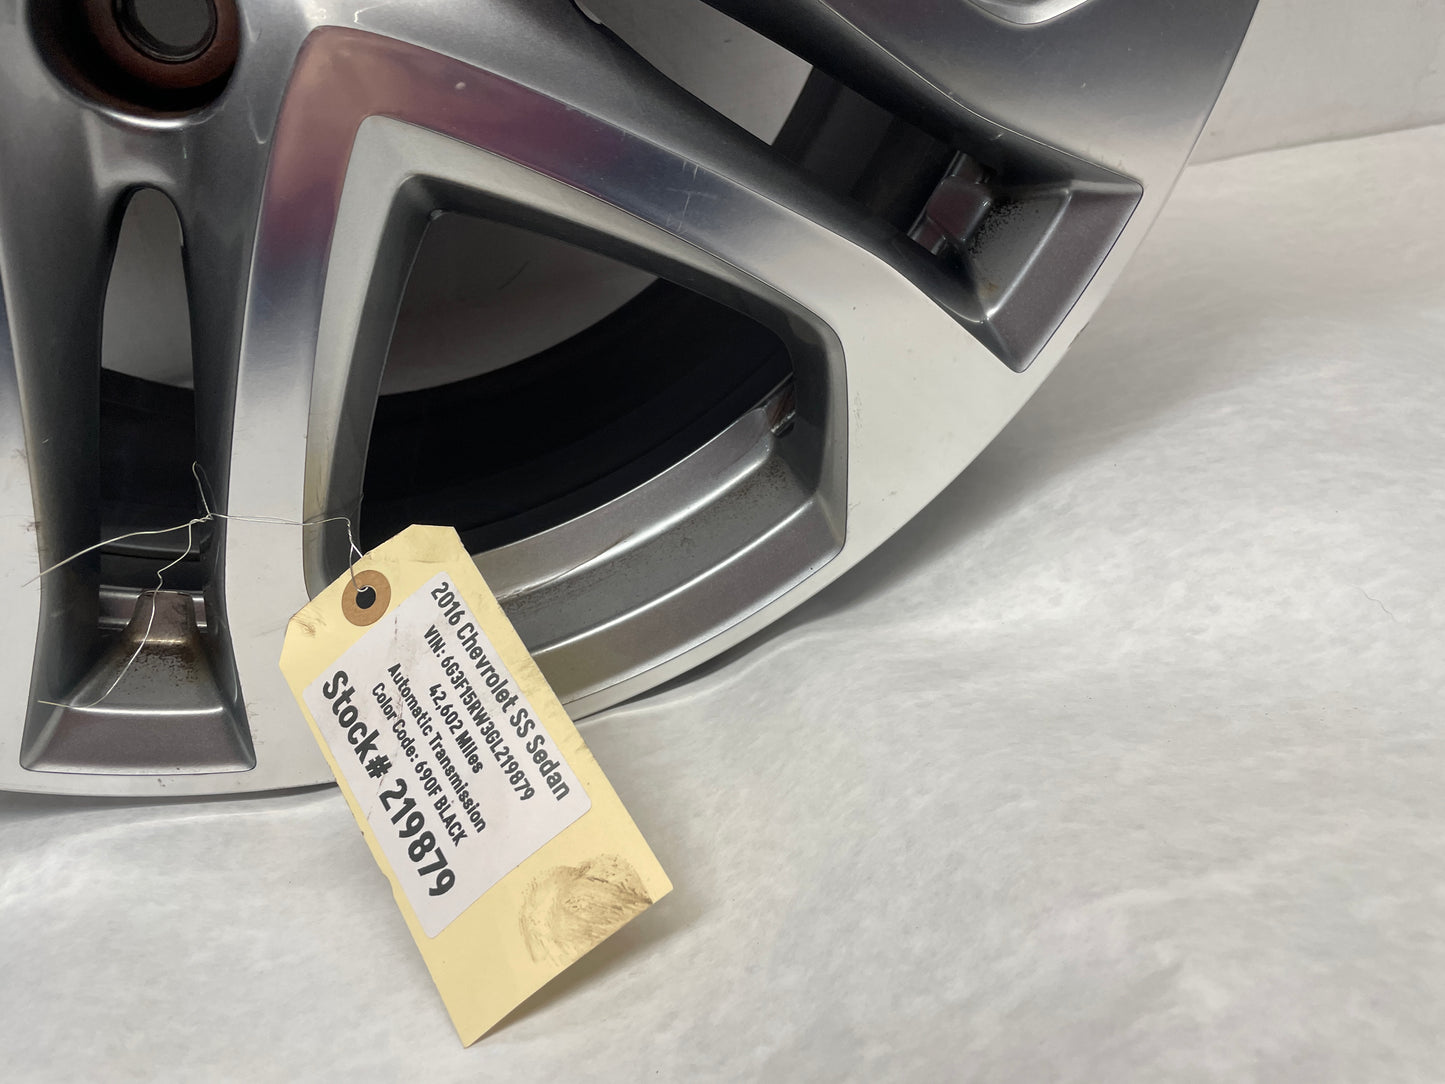 2016 Chevrolet SS Sedan
VIN: 6G3F15RW3GL219879
42,602 Miles
Automatic Transmission
Color Code: 690F BLACK
Stock# 219879